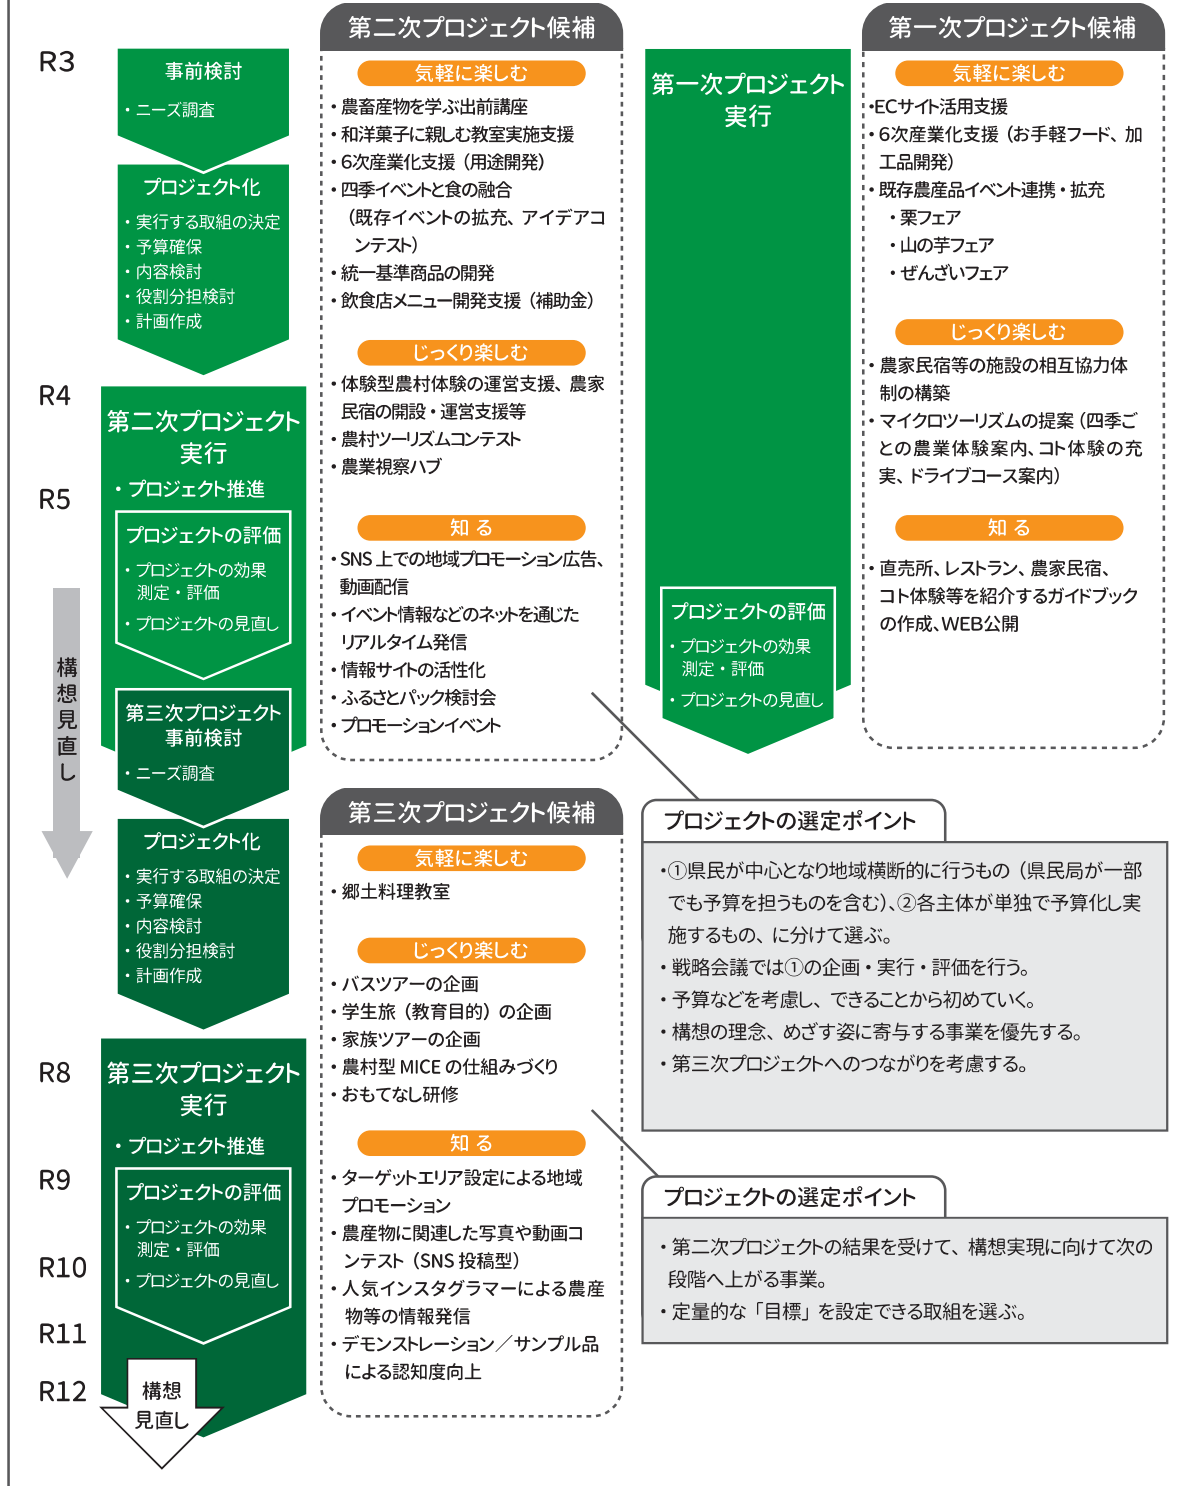 R3
事前検討
・ニーズ調査
プロジェクト化
・実行する取組の決定
・予算確保
・内容検討
・役割分担検討
・計画作成
R4
第二次プロジェクト
実行
・プロジェクト推進
R5
プロジェクトの評価
・プロジェクトの効果
測定・評価
・プロジェクトの見直し
構想見直し
第三次プロジェクト
事前検討
・ニーズ調査
プロジェクト化
・実行する取組の決定
・予算確保
・内容検討
・役割分担検討
・計画作成
R8
第三次プロジェクト
実行
・プロジェクト推進
R9
プロジェクトの評価
・プロジェクトの効果
測定・評価
・プロジェクトの見直し
R10
R11
R12
構想
見直し
第二次プロジェクト候補
気軽に楽しむ
・農畜産物を学ぶ出前講座
・和洋菓子に親しむ教室実施支援
・6次産業化支援（用途開発）
・四季イベントと食の融合
（既存イベントの拡充、アイデアコ
ンテスト）
・統一基準商品の開発
・飲食店メニュー開発支援（補助金）
じっくり楽しむ
・体験型農村体験の運営支援、農家
民宿の開設・運営支援等
・農村ツーリズムコンテスト
・農業視察ハブ
知る
・SNS 上での地域プロモーション広告、
動画配信
・イベント情報などのネットを通じた
リアルタイム発信
・情報サイトの活性化
・ふるさとパック検討会
・プロモーションイベント
第一次プロジェクト
実行
プロジェクトの評価
・プロジェクトの効果
測定・評価
・プロジェクトの見直し
第一次プロジェクト候補
気軽に楽しむ
・ECサイト活用支援
・6次産業化支援（お手軽フード、加
工品開発）
・既存農産品イベント連携・拡充
・栗フェア
・山の芋フェア
・ぜんざいフェア
じっくり楽しむ
・農家民宿等の施設の相互協力体
制の構築
・マイクロツーリズムの提案（四季ご
との農業体験案内、コト体験の充
実、ドライブコース案内）
知る
・直売所、レストラン、農家民宿、
コト体験等を紹介するガイドブック
の作成、WEB公開
プロジェクトの選定ポイント
・①県民が中心となり地域横断的に行うもの（県民局が一部
でも予算を担うものを含む）、②各主体が単独で予算化し実
施するもの、に分けて選ぶ。
・戦略会議では①の企画・実行・評価を行う。
・予算などを考慮し、できることから初めていく。
・構想の理念、めざす姿に寄与する事業を優先する。
・第三次プロジェクトへのつながりを考慮する。
第三次プロジェクト候補
気軽に楽しむ
・郷土料理教室
じっくり楽しむ
・バスツアーの企画
・学生旅（教育目的）の企画
・家族ツアーの企画
・農村型 MICE の仕組みづくり
・おもてなし研修
知る
・ターゲットエリア設定による地域
プロモーション
・農産物に関連した写真や動画コ
ンテスト（SNS 投稿型）
・人気インスタグラマーによる農産
物等の情報発信
・デモンストレーション／サンプル品
による認知度向上
プロジェクトの選定ポイント
・第二次プロジェクトの結果を受けて、構想実現に向けて次の
段階へ上がる事業。
・定量的な「目標」を設定できる取組を選ぶ。